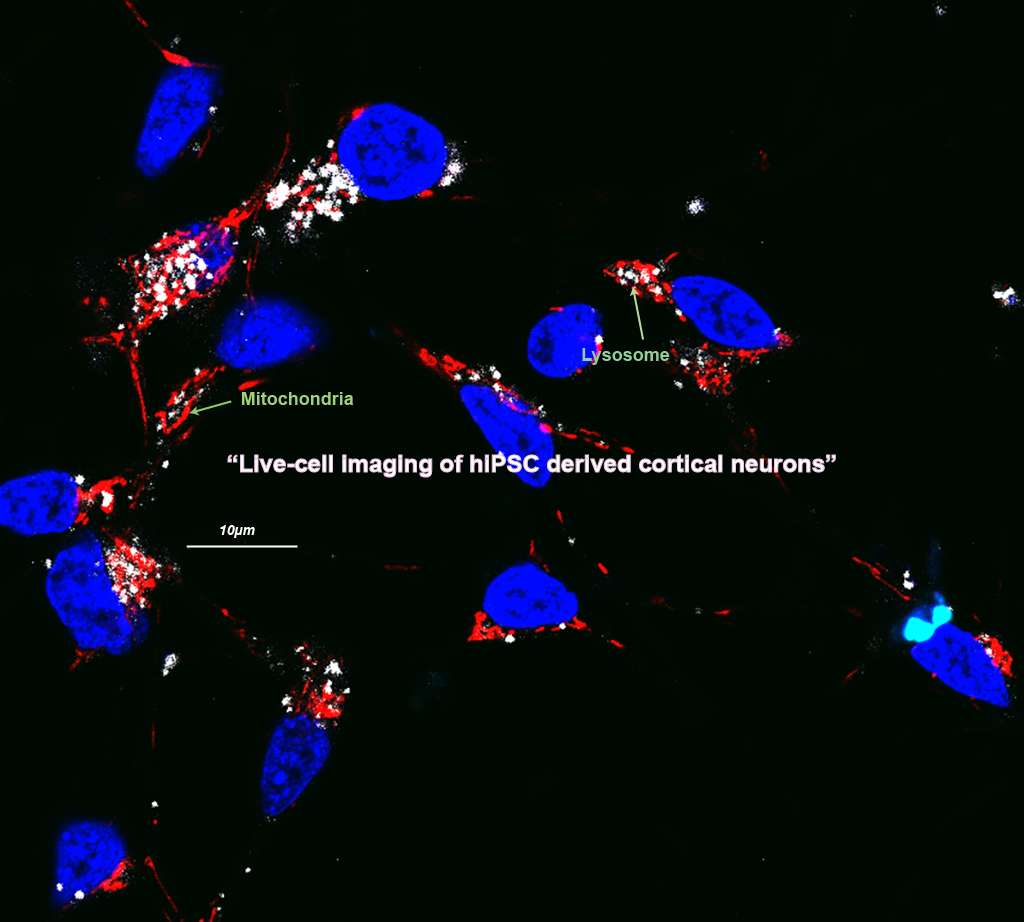 Lysosome
Mitochondria
“Live-cell imaging of hiPSC derived cortical neurons”
10µm